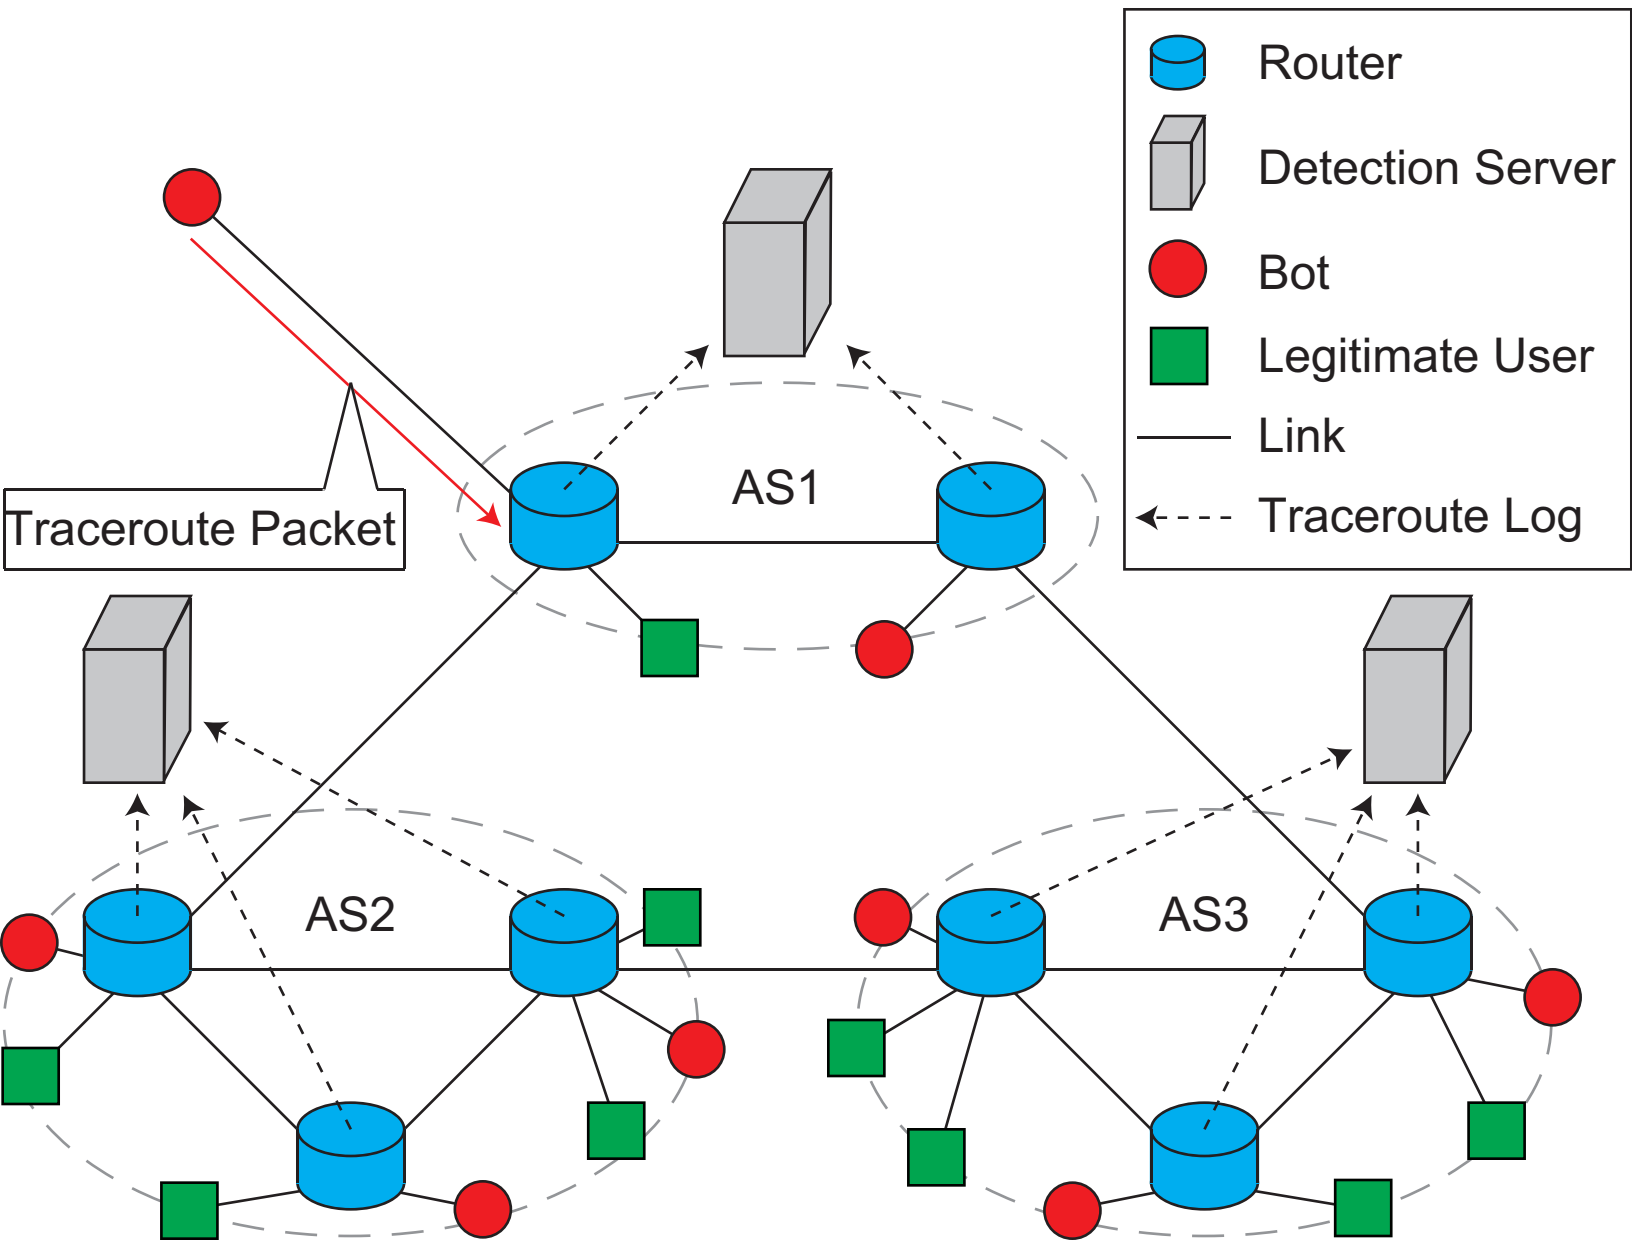 Router
Detection Server
Bot
Legitimate User
Link
Traceroute Log
AS1
Traceroute Packet
AS2
AS3